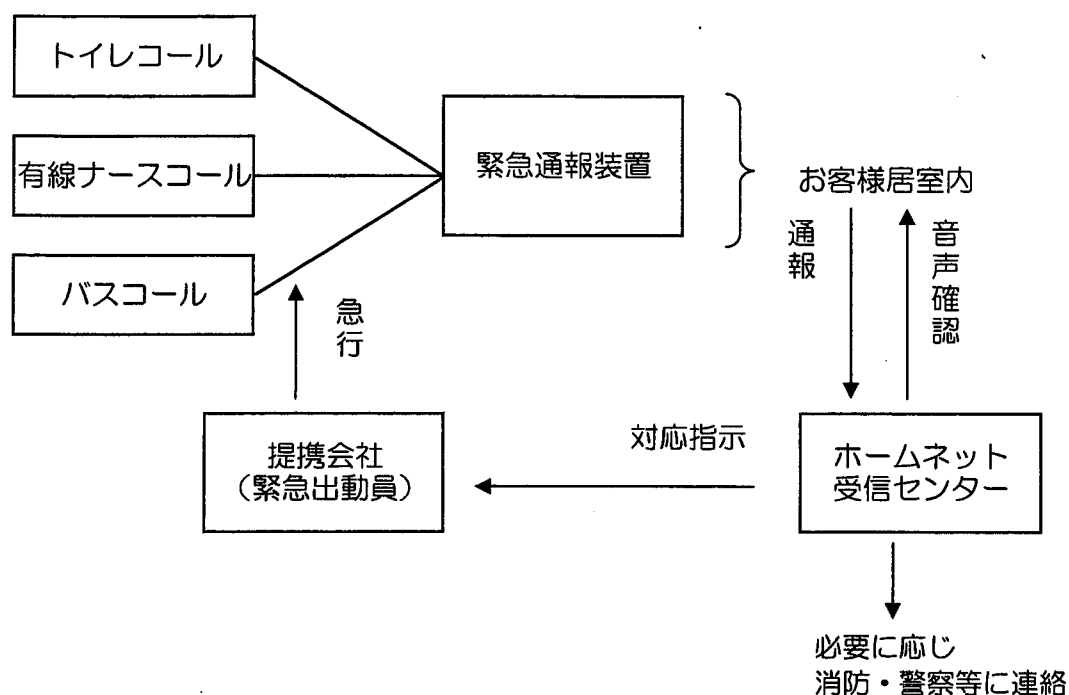 トイレコール
有線ナースコール
バスコール
緊急通報装置
お客様居室内
通報
音声確認
急行
提携会社
（緊急出動員）
対応指示
ホームネット
受信センター
必要に応じ
消防・警察等に連絡